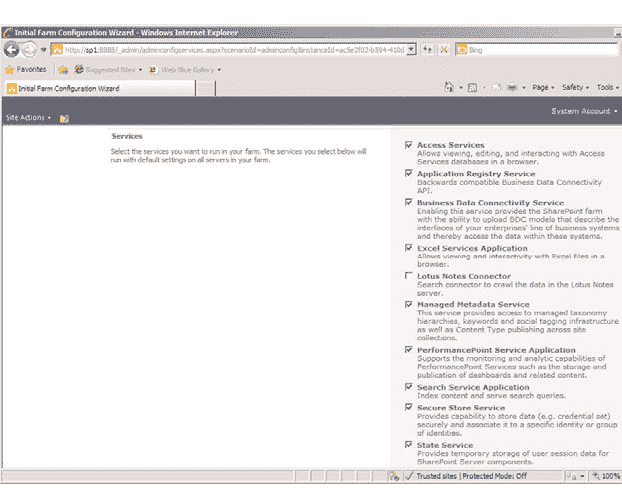 Initial Farm Configuration Wizard - Windows Internet Explorer
Bing
Favorites Suggested Sites Web Slice Gallery
Initial Farm Configuration Wizard
Page Safety Tools
System Account
Site Actions
Services
Select the services you want to run in your farm. The services you select below will
run with default settings on all servers in your farm.
Access Services
Allows viewing, editing, and interacting with Access
Services databases in a browser.
Application Registry Service
Backwards compatible Business Data Connectivity
API.
Business Data Connectivity Service
Enabling this service provides the SharePoint farm
with the ability to upload BDC models that describe the
interfaces of your enterprises' line of business systems
and thereby access the data within these systems.
Excel Services Application
Allows viewing and interactivity with Excel files in a
browser.
Lotus Notes Connector
Search connector to crawl the data in the Lotus Notes
server.
Managed Metadata Service
This service provides access to managed taxonomy
hierarchies, keywords and social tagging infrastructure
as well as Content Type publishing across site
collections.
PerformancePoint Service Application
Supports the monitoring and analytic capabilities of
PerformancePoint Services such as the storage and
publication of dashboards and related content.
Search Service Application
Index content and serve search queries.
Secure Store Service
Provides capability to store data (e.g. credential set)
securely and associate it to a specific identity or group
of identities.
State Service
Provides temporary storage of user session data for
SharePoint Server components.
Trusted sites | Protected Mode: Off 100%